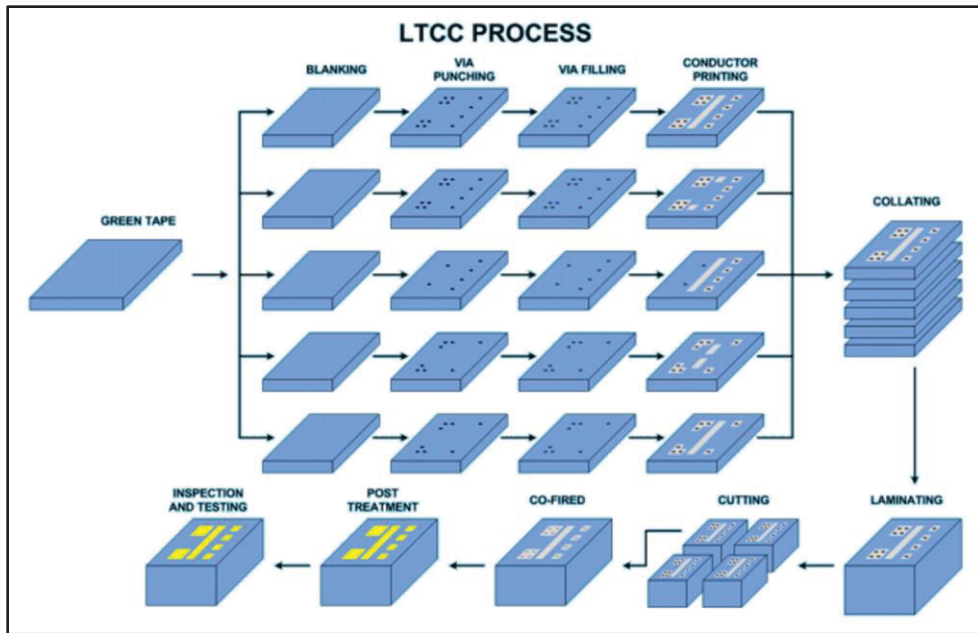 LTCC PROCESS
BLANKING
VIA
PUNCHING
VIA FILLING
CONDUCTOR
PRINTING
GREEN TAPE
COLLATING
INSPECTION
AND TESTING
POST
TREATMENT
CO-FIRED
CUTTING
LAMINATING